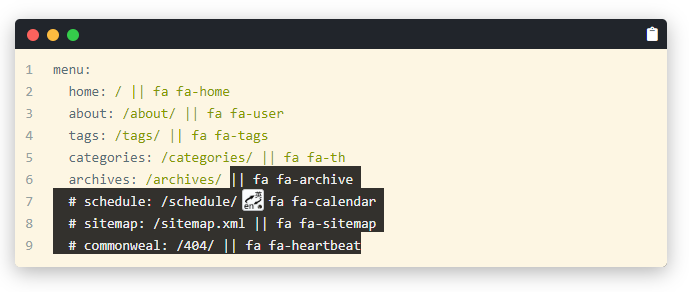 1 menu:
2   home: / || fa fa-home
3   about: /about/ || fa fa-user
4   tags: /tags/ || fa fa-tags
5   categories: /categories/ || fa fa-th
6   archives: /archives/ || fa fa-archive
7   # schedule: /schedule/ 英 en fa fa-calendar
8   # sitemap: /sitemap.xml || fa fa-sitemap
9   # commonweal: /404/ || fa fa-heartbeat